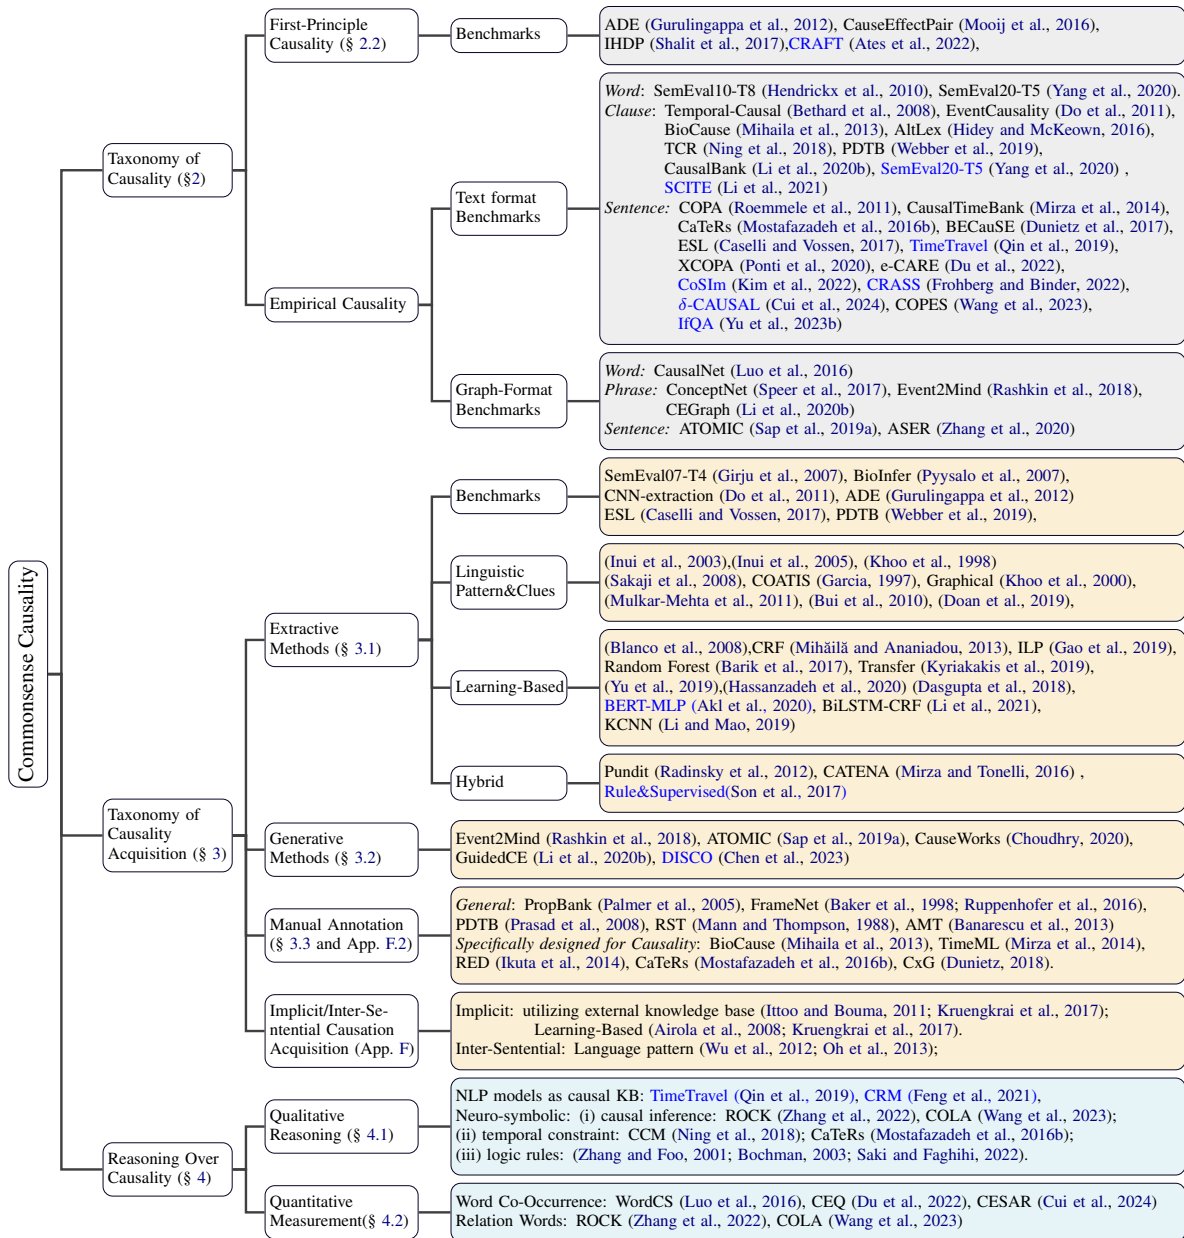 Commonsense Causality
Taxonomy of
Causality (§2)
First-Principle
Causality (§ 2.2)
Benchmarks
ADE (Gurulingappa et al., 2012), CauseEffectPair (Mooij et al., 2016),
IHDP (Shalit et al., 2017),CRAFT (Ates et al., 2022),
Empirical Causality
Text format
Benchmarks
Word: SemEval10-T8 (Hendrickx et al., 2010), SemEval20-T5 (Yang et al., 2020).
Clause: Temporal-Causal (Bethard et al., 2008), EventCausality (Do et al., 2011),
BioCause (Mihaila et al., 2013), AltLex (Hidey and McKeown, 2016),
TCR (Ning et al., 2018), PDTB (Webber et al., 2019),
CausalBank (Li et al., 2020b), SemEval20-T5 (Yang et al., 2020) ,
SCITE (Li et al., 2021)
Sentence: COPA (Roemmele et al., 2011), CausalTimeBank (Mirza et al., 2014),
CaTeRs (Mostafazadeh et al., 2016b), BECauSE (Dunietz et al., 2017),
ESL (Caselli and Vossen, 2017), TimeTravel (Qin et al., 2019),
XCOPA (Ponti et al., 2020), e-CARE (Du et al., 2022),
CoSIm (Kim et al., 2022), CRASS (Frohberg and Binder, 2022),
δ-CAUSAL (Cui et al., 2024), COPES (Wang et al., 2023),
IfQA (Yu et al., 2023b)
Graph-Format
Benchmarks
Word: CausalNet (Luo et al., 2016)
Phrase: ConceptNet (Speer et al., 2017), Event2Mind (Rashkin et al., 2018),
CEGraph (Li et al., 2020b)
Sentence: ATOMIC (Sap et al., 2019a), ASER (Zhang et al., 2020)
Taxonomy of
Causality
Acquisition (§ 3)
Extractive
Methods (§ 3.1)
Benchmarks
SemEval07-T4 (Girju et al., 2007), BioInfer (Pyysalo et al., 2007),
CNN-extraction (Do et al., 2011), ADE (Gurulingappa et al., 2012)
ESL (Caselli and Vossen, 2017), PDTB (Webber et al., 2019),
Linguistic
Pattern&Clues
(Inui et al., 2003),(Inui et al., 2005), (Khoo et al., 1998)
(Sakaji et al., 2008), COATIS (Garcia, 1997), Graphical (Khoo et al., 2000),
(Mulkar-Mehta et al., 2011), (Bui et al., 2010), (Doan et al., 2019),
Learning-Based
(Blanco et al., 2008),CRF (Mihăilă and Ananiadou, 2013), ILP (Gao et al., 2019),
Random Forest (Barik et al., 2017), Transfer (Kyriakakis et al., 2019),
(Yu et al., 2019),(Hassanzadeh et al., 2020) (Dasgupta et al., 2018),
BERT-MLP (Akl et al., 2020), BiLSTM-CRF (Li et al., 2021),
KCNN (Li and Mao, 2019)
Hybrid
Pundit (Radinsky et al., 2012), CATENA (Mirza and Tonelli, 2016) ,
Rule&Supervised(Son et al., 2017)
Generative
Methods (§ 3.2)
Event2Mind (Rashkin et al., 2018), ATOMIC (Sap et al., 2019a), CauseWorks (Choudhry, 2020),
GuidedCE (Li et al., 2020b), DISCO (Chen et al., 2023)
Manual Annotation
(§ 3.3 and App. F.2)
General: PropBank (Palmer et al., 2005), FrameNet (Baker et al., 1998; Ruppenhofer et al., 2016),
PDTB (Prasad et al., 2008), RST (Mann and Thompson, 1988), AMT (Banarescu et al., 2013)
Specifically designed for Causality: BioCause (Mihaila et al., 2013), TimeML (Mirza et al., 2014),
RED (Ikuta et al., 2014), CaTeRs (Mostafazadeh et al., 2016b), CxG (Dunietz, 2018).
Implicit/Inter-Se-
ntential Causation
Acquisition (App. F)
Implicit: utilizing external knowledge base (Ittoo and Bouma, 2011; Kruengkrai et al., 2017);
Learning-Based (Airola et al., 2008; Kruengkrai et al., 2017).
Inter-Sentential: Language pattern (Wu et al., 2012; Oh et al., 2013);
Reasoning Over
Causality (§ 4)
Qualitative
Reasoning (§ 4.1)
NLP models as causal KB: TimeTravel (Qin et al., 2019), CRM (Feng et al., 2021),
Neuro-symbolic: (i) causal inference: ROCK (Zhang et al., 2022), COLA (Wang et al., 2023);
(ii) temporal constraint: CCM (Ning et al., 2018); CaTeRs (Mostafazadeh et al., 2016b);
(iii) logic rules: (Zhang and Foo, 2001; Bochman, 2003; Saki and Faghihi, 2022).
Quantitative
Measurement(§ 4.2)
Word Co-Occurrence: WordCS (Luo et al., 2016), CEQ (Du et al., 2022), CESAR (Cui et al., 2024)
Relation Words: ROCK (Zhang et al., 2022), COLA (Wang et al., 2023)